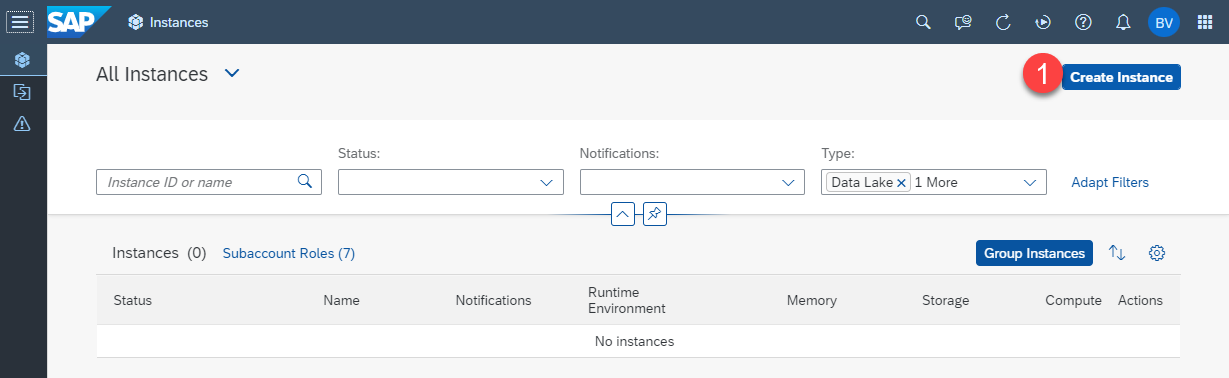 SAP Instances BV
All Instances 1 Create Instance
Status: Notifications: Type:
Instance ID or name Data Lake 1 More Adapt Filters
Instances (0) Subaccount Roles (7) Group Instances
Status Name Notifications Runtime Environment Memory Storage Compute Actions
No instances